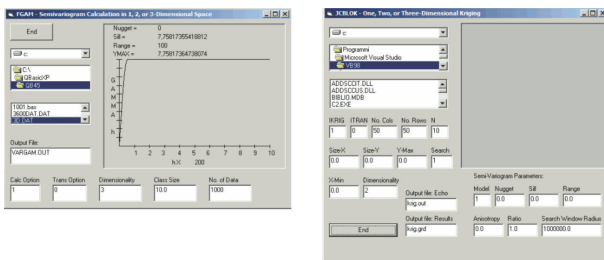 FGAM - Semivariogram Calculation in 1, 2, or 3-Dimensional Space
End
c:
C:\
QBasicXP
QB45
1001.bas
3600DAT.DAT
3D.DAT
Output File:
VARGAM.OUT
Nugget = 0
Sill = 7,75817355418812
Range = 100
YMAX = 7,75817364738074
G
A
M
M
A
h
1 2 3 4 5 6 7 8 9 10
h X 200
Calc Option Trans Option Dimensionality Class Size No. of Data
1 0 3 10.0 1000
JCBLOK - One, Two, or Three-Dimensional Kriging
c:
Programmi
Microsoft Visual Studio
VB98
ADDSCCIT.DLL
ADDSCCUS.DLL
BIBLIO.MDB
C2.EXE
IKRIG ITRAN No. Cols No. Rows N
1 0 50 50 10
Size-X Size-Y Y-Max Search
0.0 0.0 0.0 1
X-Min Dimensionality
0.0 2
Output file: Echo
krig.out
Output file: Results
krig.grd
End
Semi-Variogram Parameters:
Model Nugget Sill Range
1 0.0 0.0 0.0
Anisotropy Ratio Search Window Radius
0.0 1.0 1000000.0